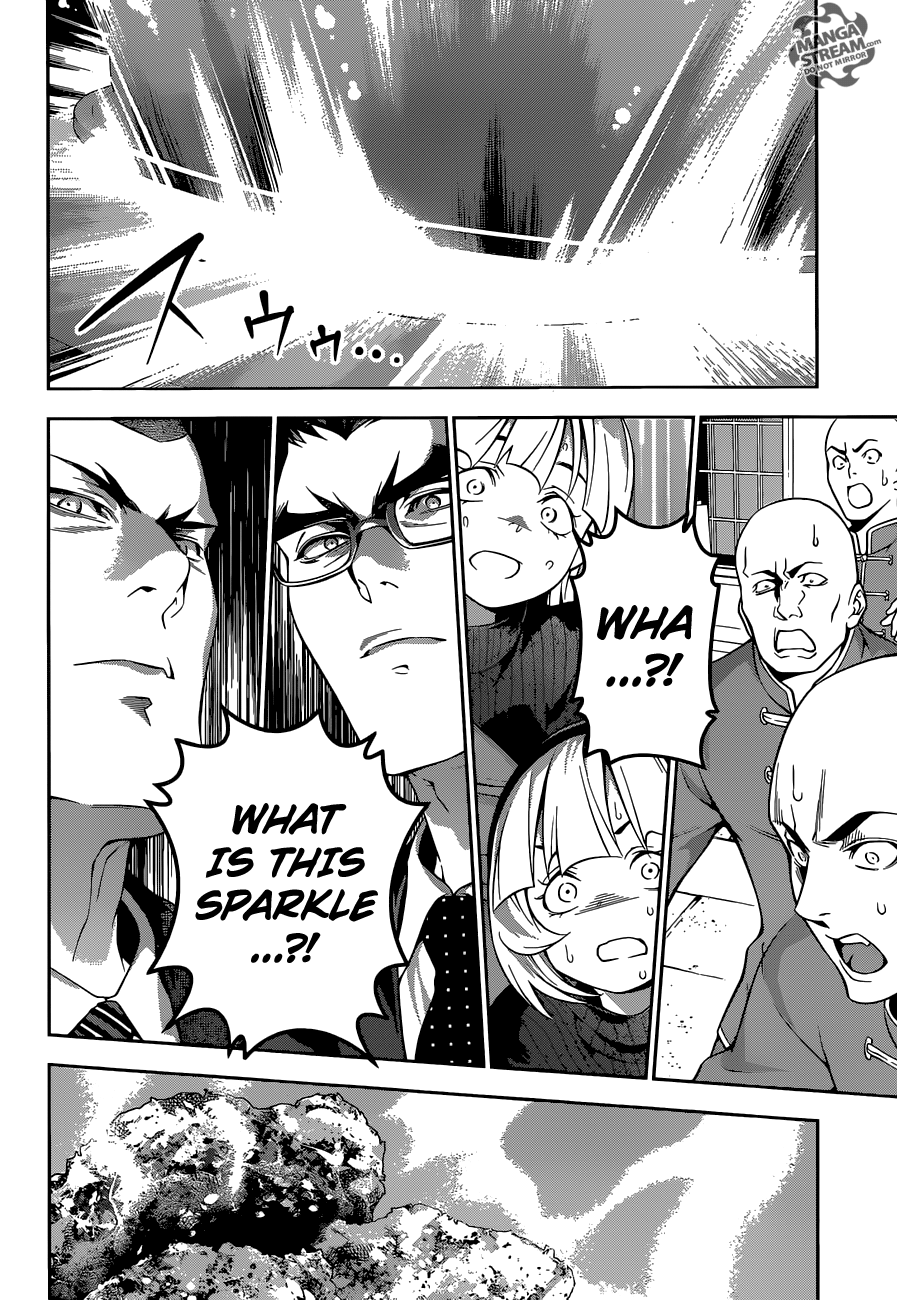 MANGA
STREAM.com
DO NOT MIRROR
スゥゥ...
WHA
...?!
WHAT
IS THIS
SPARKLE
...?!